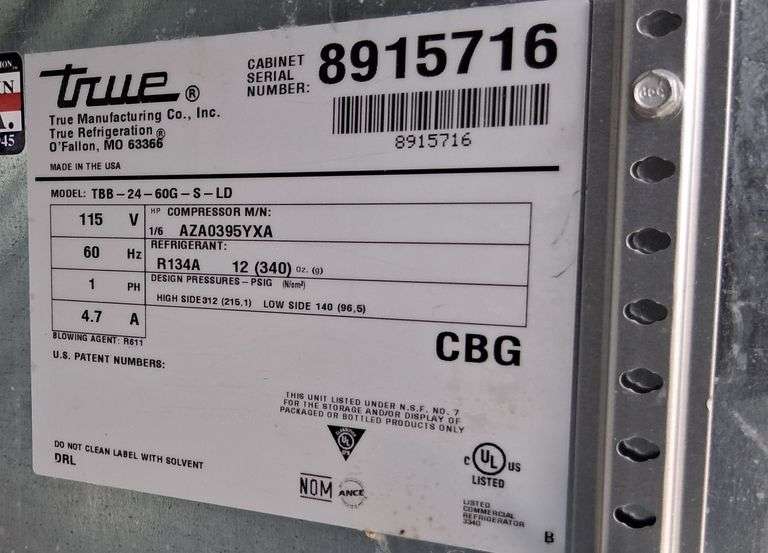 ION
N
A.
945
True®
CABINET SERIAL NUMBER: 8915716
True Manufacturing Co., Inc.
True Refrigeration®
O'Fallon, MO 63366
8915716
MADE IN THE USA
MODEL: TBB-24-60G-S-LD
115 V
HP COMPRESSOR M/N:
1/6 AZA0395YXA
60 Hz
REFRIGERANT:
R134A 12 (340) Oz. (g)
1 PH
DESIGN PRESSURES-PSIG (N/cm²)
HIGH SIDE 312 (215,1) LOW SIDE 140 (96,5)
4.7 A
BLOWING AGENT: R611
CBG
U.S. PATENT NUMBERS:
THIS UNIT LISTED UNDER N.S.F. NO. 7
FOR THE STORAGE AND/OR DISPLAY OF
PACKAGED OR BOTTLED PRODUCTS ONLY
UL
DO NOT CLEAN LABEL WITH SOLVENT
DRL
C UL US
LISTED
NOM ANCE
LISTED
COMMERCIAL
REFRIGERATOR
3340
B